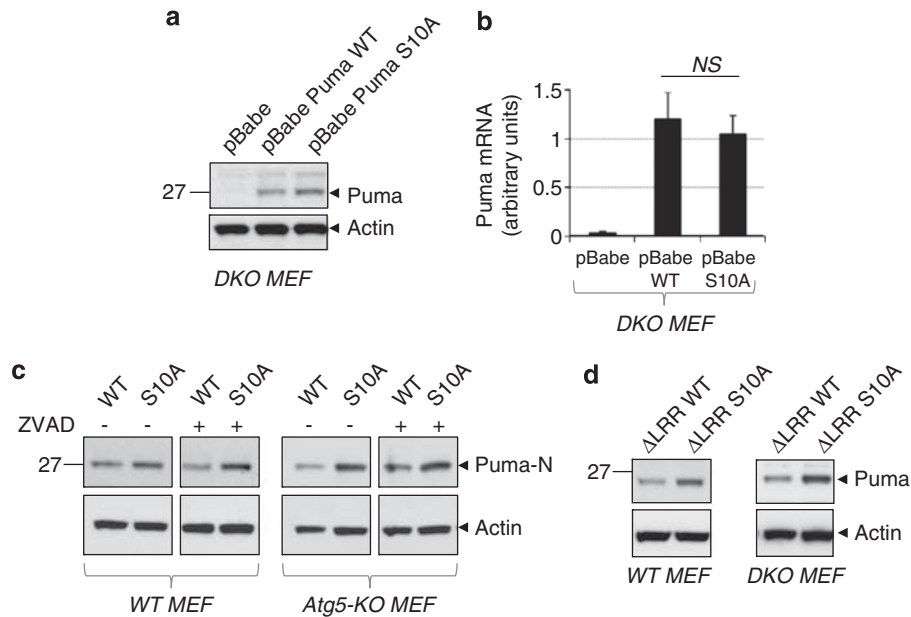 a
pBabe
pBabe Puma WT
pBabe Puma S10A
27
Puma
Actin
DKO MEF
b
NS
Puma mRNA
(arbitrary units)
1.5
1
0.5
0
pBabe
pBabe
WT
pBabe
S10A
DKO MEF
c
WT
S10A
WT
S10A
WT
S10A
WT
S10A
ZVAD
- - + + - - + +
27
Puma-N
Actin
WT MEF
Atg5-KO MEF
d
ΔLRR WT
ΔLRR S10A
ΔLRR WT
ΔLRR S10A
27
Puma
Actin
WT MEF
DKO MEF